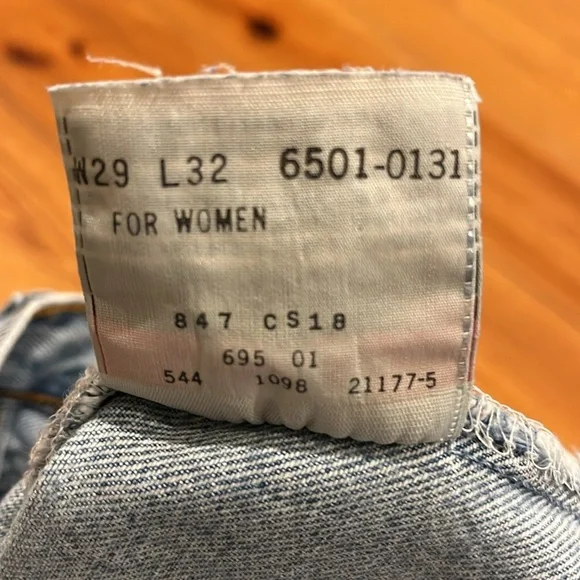 W29 L32 6501-0131
FOR WOMEN
847 CS18
695 01
544 1098 21177-5